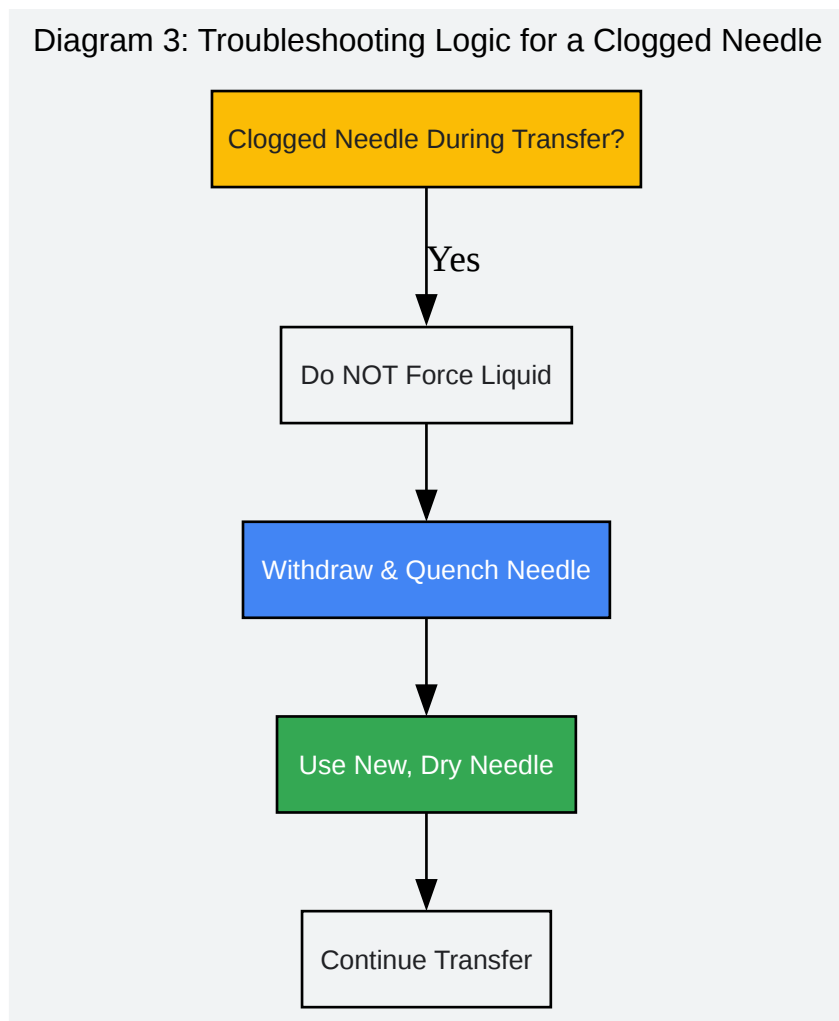 Diagram 3: Troubleshooting Logic for a Clogged Needle
Clogged Needle During Transfer?
Yes
Do NOT Force Liquid
Withdraw & Quench Needle
Use New, Dry Needle
Continue Transfer